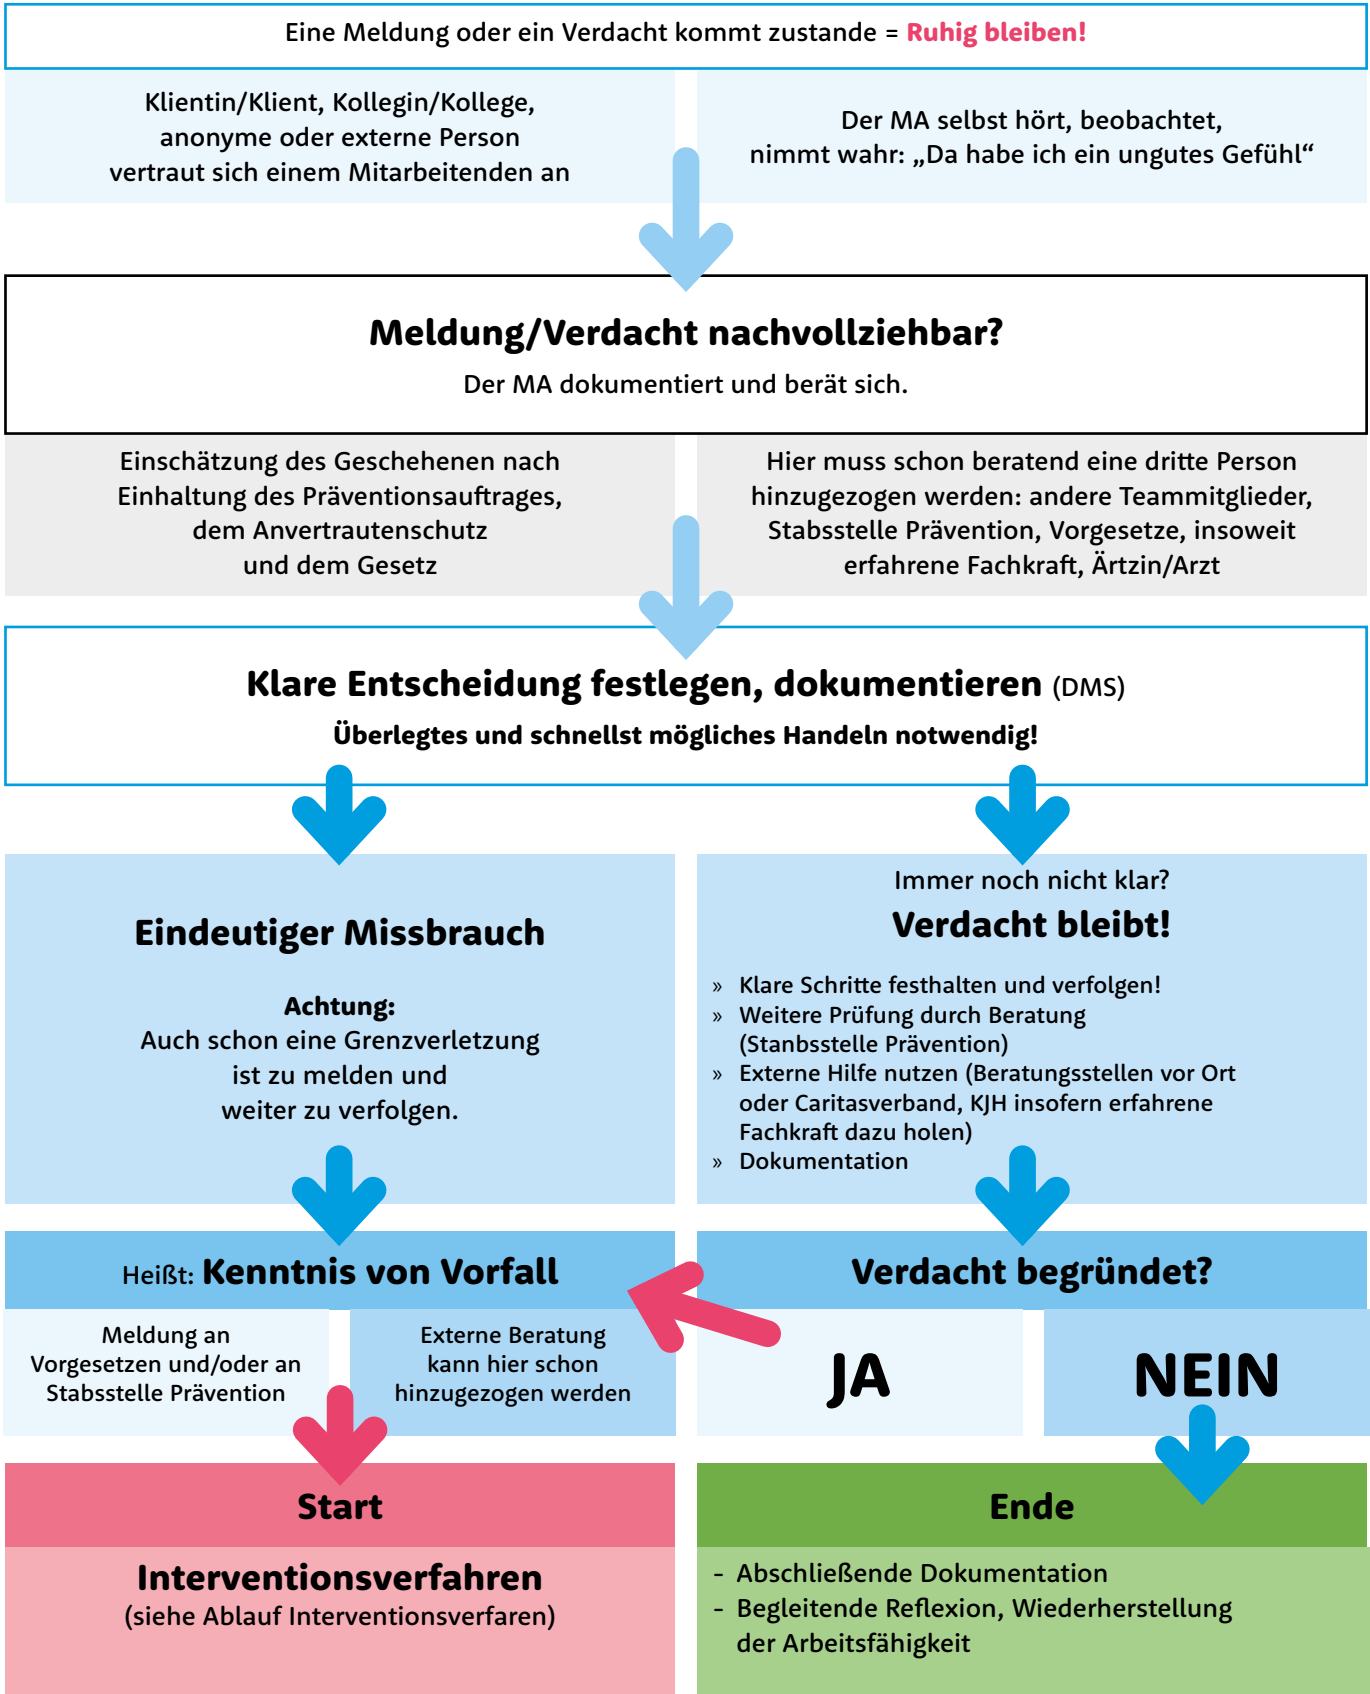 Eine Meldung oder ein Verdacht kommt zustande = Ruhig bleiben!
Klientin/Klient, Kollegin/Kollege,
anonyme oder externe Person
vertraut sich einem Mitarbeitenden an
Der MA selbst hört, beobachtet,
nimmt wahr: „Da habe ich ein ungutes Gefühl“
Meldung/Verdacht nachvollziehbar?
Der MA dokumentiert und berät sich.
Einschätzung des Geschehenen nach
Einhaltung des Präventionsauftrages,
dem Anvertrautenschutz
und dem Gesetz
Hier muss schon beratend eine dritte Person
hinzugezogen werden: andere Teammitglieder,
Stabsstelle Prävention, Vorgesetze, insoweit
erfahrene Fachkraft, Ärtzin/Arzt
Klare Entscheidung festlegen, dokumentieren (DMS)
Überlegtes und schnellst mögliches Handeln notwendig!
Eindeutiger Missbrauch
Achtung:
Auch schon eine Grenzverletzung
ist zu melden und
weiter zu verfolgen.
Immer noch nicht klar?
Verdacht bleibt!
» Klare Schritte festhalten und verfolgen!
» Weitere Prüfung durch Beratung
(Stanbsstelle Prävention)
» Externe Hilfe nutzen (Beratungsstellen vor Ort
oder Caritasverband, KJH insofern erfahrene
Fachkraft dazu holen)
» Dokumentation
Heißt: Kenntnis von Vorfall
Meldung an
Vorgesetzen und/oder an
Stabsstelle Prävention
Externe Beratung
kann hier schon
hinzugezogen werden
Verdacht begründet?
JA
NEIN
Start
Interventionsverfahren
(siehe Ablauf Interventionsverfaren)
Ende
- Abschließende Dokumentation
- Begleitende Reflexion, Wiederherstellung
der Arbeitsfähigkeit